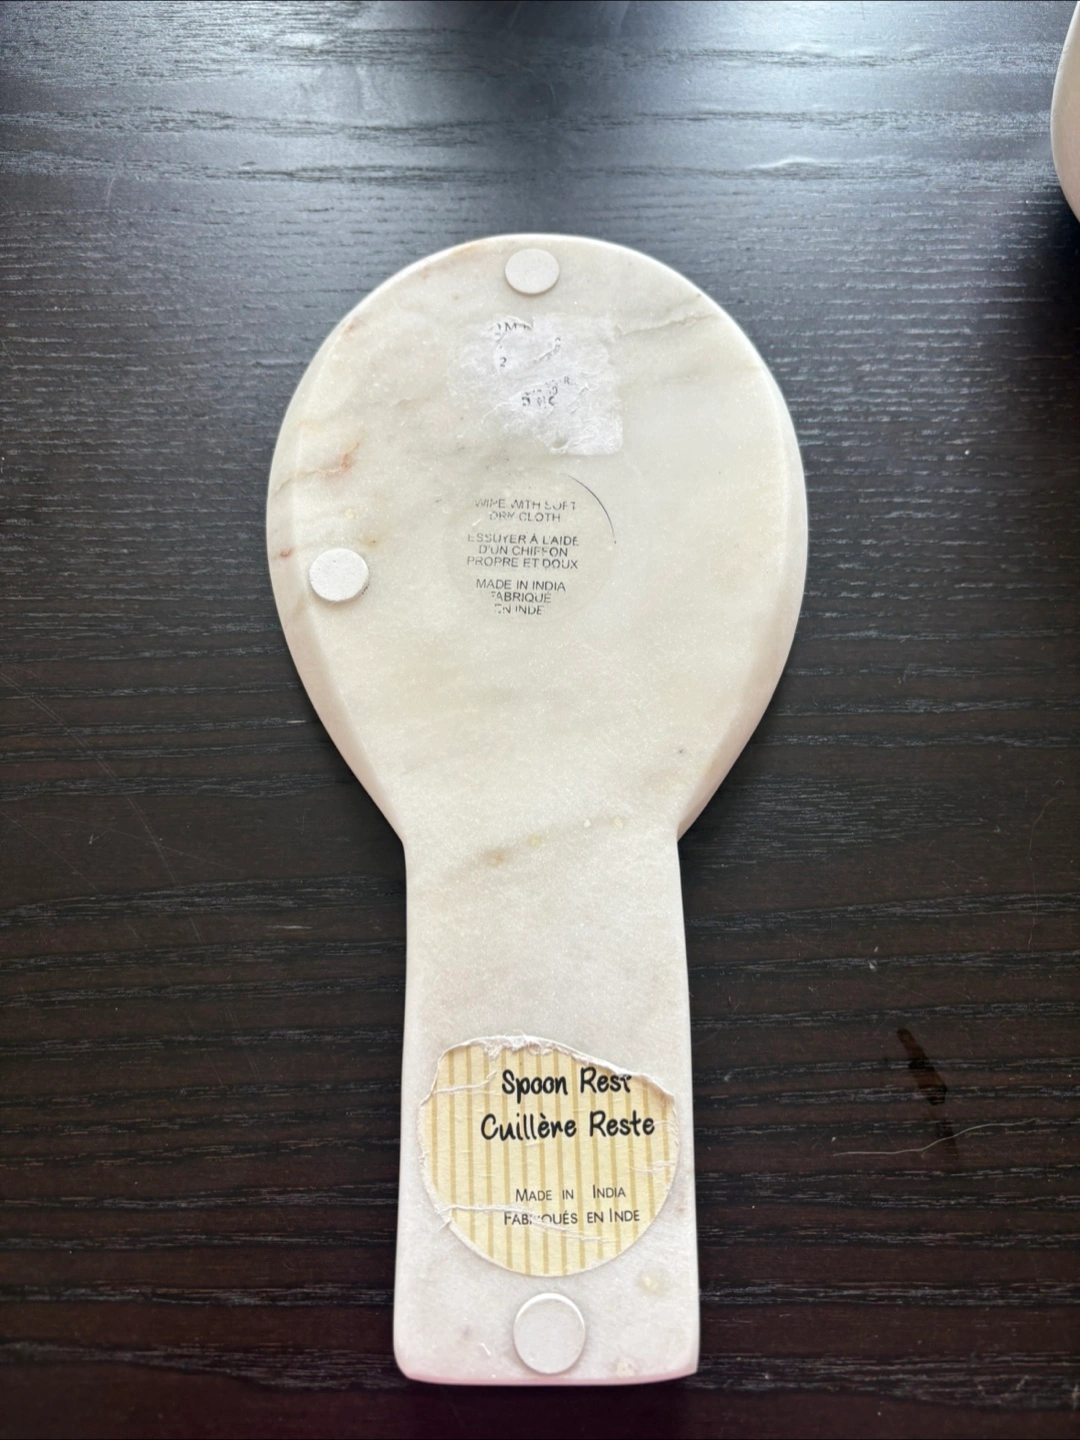 2
WIPE WITH SOFT
DRY CLOTH
ESSUYER À L'AIDE
D'UN CHIFFON
PROPRE ET DOUX
MADE IN INDIA
FABRIQUÉ
EN INDE
Spoon Rest
Cuillère Reste
MADE IN INDIA
FABRIQUÉS EN INDE